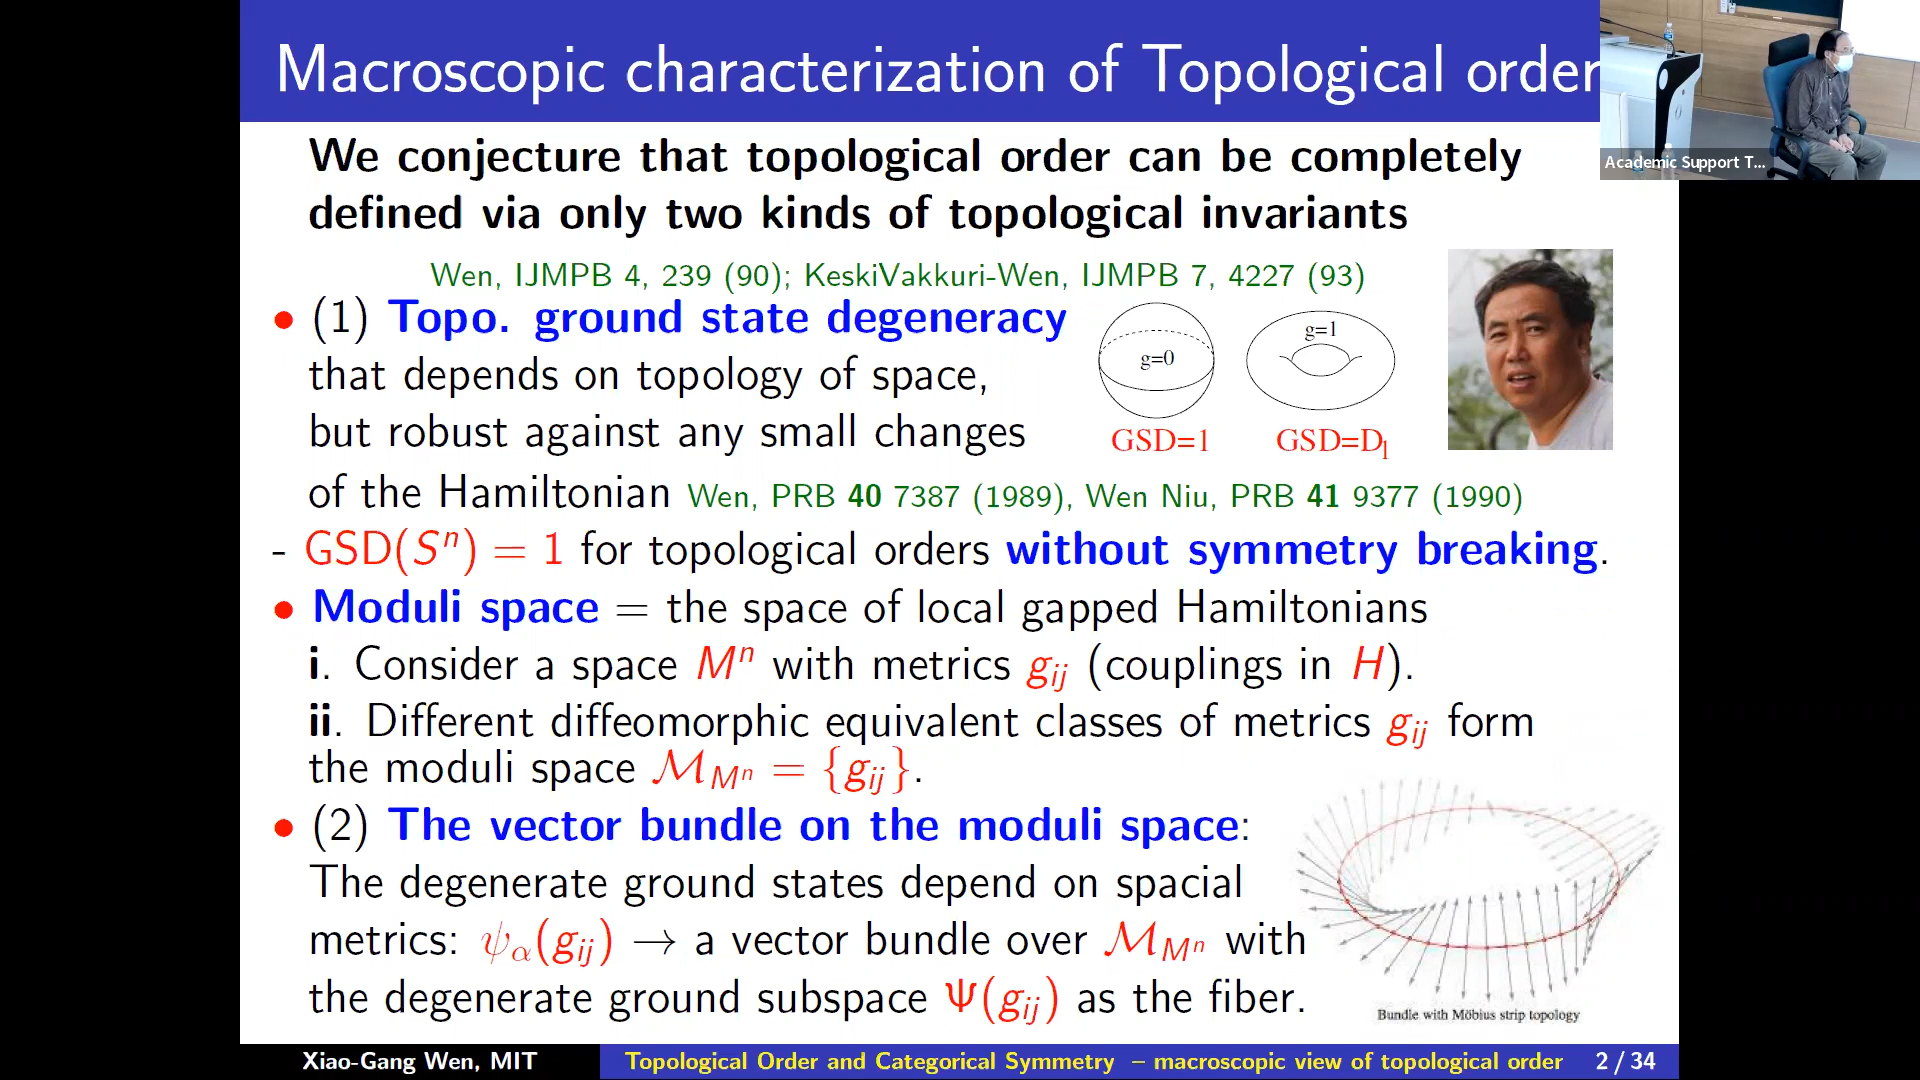 Macroscopic characterization of Topological order
Academic Support T...
We conjecture that topological order can be completely
defined via only two kinds of topological invariants
Wen, IJMPB 4, 239 (90); KeskiVakkuri-Wen, IJMPB 7, 4227 (93)
• (1) Topo. ground state degeneracy
that depends on topology of space,
but robust against any small changes
of the Hamiltonian Wen, PRB 40 7387 (1989), Wen Niu, PRB 41 9377 (1990)
g=0
g=1
GSD=1
GSD=D₁
- GSD(Sⁿ) = 1 for topological orders without symmetry breaking.
• Moduli space = the space of local gapped Hamiltonians
i. Consider a space Mⁿ with metrics g_ij (couplings in H).
ii. Different diffeomorphic equivalent classes of metrics g_ij form
the moduli space ℳ_Mⁿ = {g_ij}.
• (2) The vector bundle on the moduli space:
The degenerate ground states depend on spacial
metrics: ψ_α(g_ij) → a vector bundle over ℳ_Mⁿ with
the degenerate ground subspace Ψ(g_ij) as the fiber.
Bundle with Möbius strip topology
Xiao-Gang Wen, MIT
Topological Order and Categorical Symmetry – macroscopic view of topological order
2 / 34